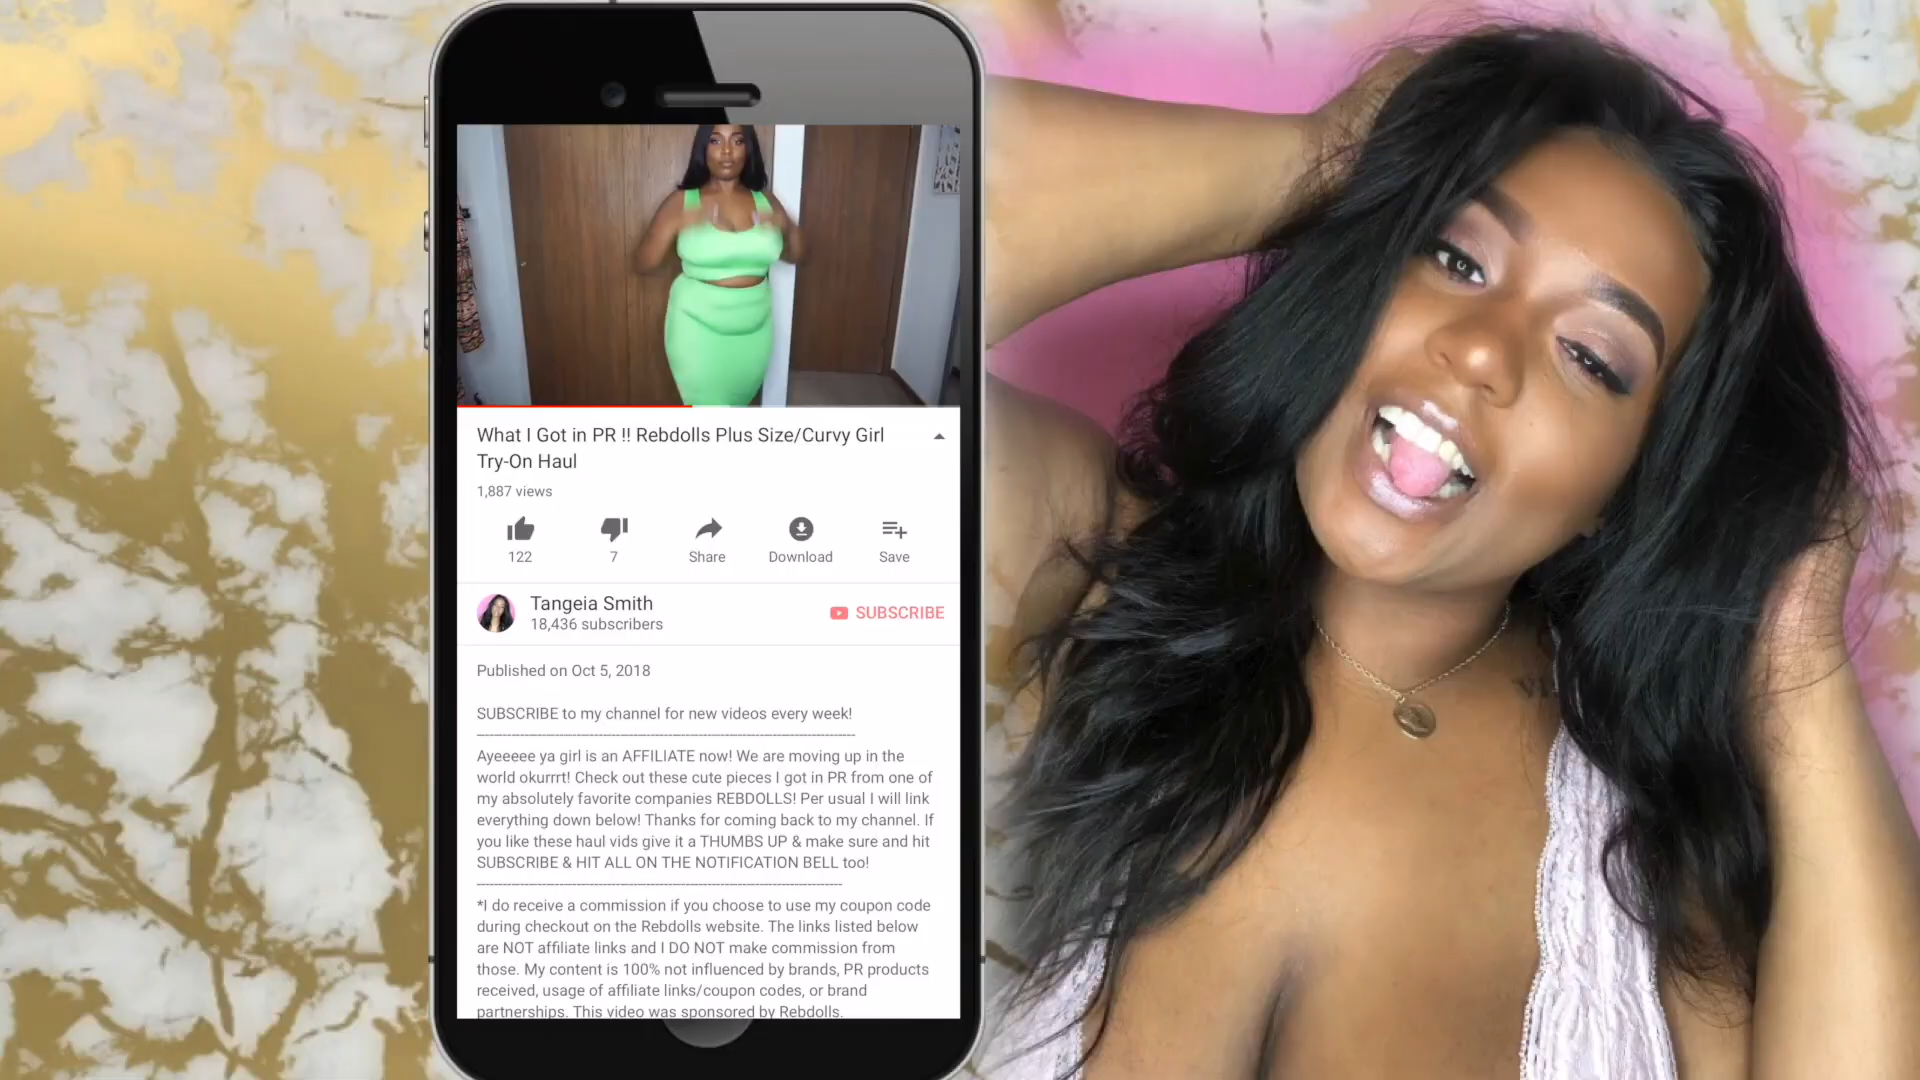 What I Got in PR !! Rebdolls Plus Size/Curvy Girl
Try-On Haul
1,887 views
122
7
Share
Download
Save
Tangeia Smith
18,436 subscribers
SUBSCRIBE
Published on Oct 5, 2018
SUBSCRIBE to my channel for new videos every week!
Ayeeeee ya girl is an AFFILIATE now! We are moving up in the
world okurrrt! Check out these cute pieces I got in PR from one of
my absolutely favorite companies REBDOLLS! Per usual I will link
everything down below! Thanks for coming back to my channel. If
you like these haul vids give it a THUMBS UP & make sure and hit
SUBSCRIBE & HIT ALL ON THE NOTIFICATION BELL too!
*I do receive a commission if you choose to use my coupon code
during checkout on the Rebdolls website. The links listed below
are NOT affiliate links and I DO NOT make commission from
those. My content is 100% not influenced by brands, PR products
received, usage of affiliate links/coupon codes, or brand
partnerships. This video was sponsored by Rebdolls.